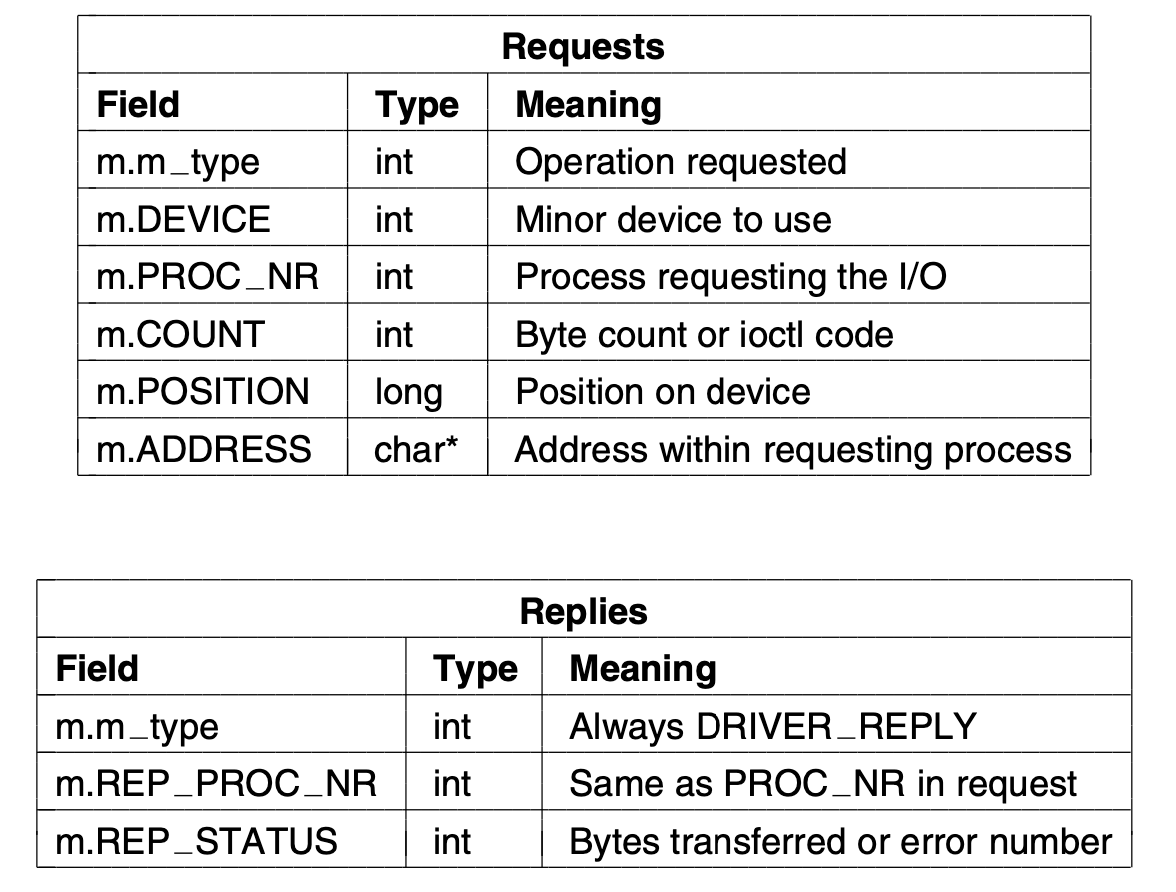 Requests
Field Type Meaning
m.m_type int Operation requested
m.DEVICE int Minor device to use
m.PROC_NR int Process requesting the I/O
m.COUNT int Byte count or ioctl code
m.POSITION long Position on device
m.ADDRESS char* Address within requesting process
Replies
Field Type Meaning
m.m_type int Always DRIVER_REPLY
m.REP_PROC_NR int Same as PROC_NR in request
m.REP_STATUS int Bytes transferred or error number